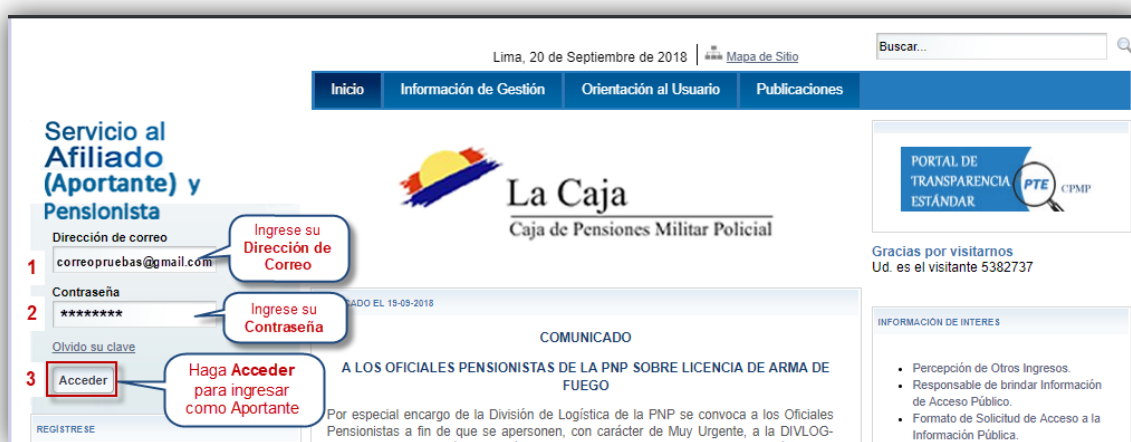 Lima, 20 de Septiembre de 2018
Mapa de Sitio
Buscar...
Inicio
Información de Gestión
Orientación al Usuario
Publicaciones
Servicio al
Afiliado
(Aportante) y
Pensionista
Dirección de correo
1
correopruebas@gmail.com
Ingrese su
Dirección de
Correo
Contraseña
2
********
Ingrese su
Contraseña
Olvido su clave
3
Acceder
Haga Acceder
para ingresar
como Aportante
REGÍSTRESE
La Caja
Caja de Pensiones Militar Policial
CADO EL 19-09-2018
COMUNICADO
A LOS OFICIALES PENSIONISTAS DE LA PNP SOBRE LICENCIA DE ARMA DE
FUEGO
Por especial encargo de la División de Logística de la PNP se convoca a los Oficiales
Pensionistas a fin de que se apersonen, con carácter de Muy Urgente, a la DIVLOG-
PORTAL DE
TRANSPARENCIA
ESTÁNDAR
PTE
CPMP
Gracias por visitarnos
Ud. es el visitante 5382737
INFORMACIÓN DE INTERES
Percepción de Otros Ingresos.
Responsable de brindar Información
de Acceso Público.
Formato de Solicitud de Acceso a la
Información Pública.